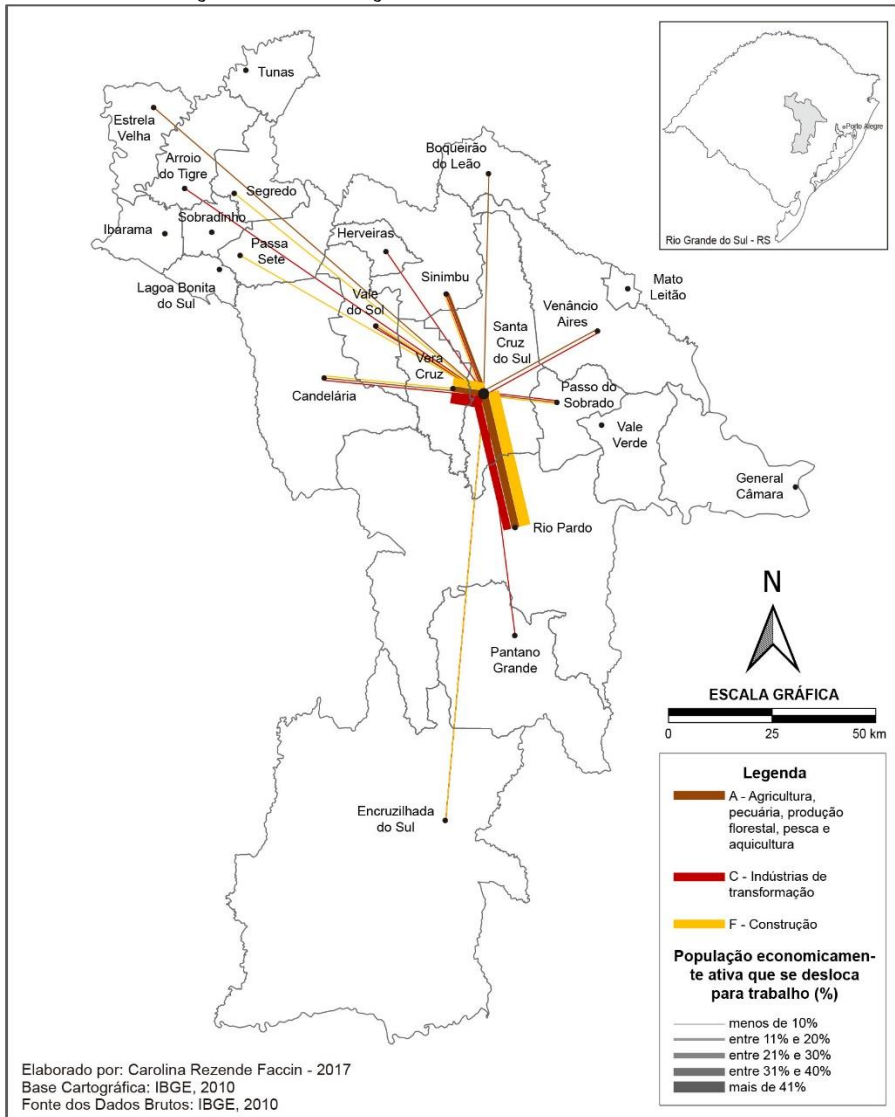 Tunas
Estrela
Velha
Arroio
do Tigre
Boqueirão
do Leão
Segredo
Ibarama
Sobradinho
Herveiras
Passa
Sete
Sinimbu
Mato
Leitão
Lagoa Bonita
do Sul
Vale
do Sol
Santa
Cruz
do Sul
Venâncio
Aires
Vera
Cruz
Candelária
Passo do
Sobrado
Vale
Verde
General
Câmara
Rio Pardo
Pantano
Grande
Encruzilhada
do Sul
Porto Alegre
Rio Grande do Sul - RS
N
ESCALA GRÁFICA
0 25 50 km
Legenda
A - Agricultura,
pecuária, produção
florestal, pesca e
aquicultura
C - Indústrias de
transformação
F - Construção
População economicamen-
te ativa que se desloca
para trabalho (%)
menos de 10%
entre 11% e 20%
entre 21% e 30%
entre 31% e 40%
mais de 41%
Elaborado por: Carolina Rezende Faccin - 2017
Base Cartográfica: IBGE, 2010
Fonte dos Dados Brutos: IBGE, 2010